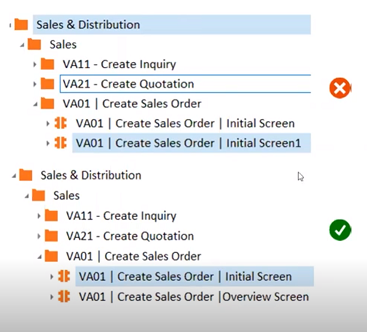 Sales & Distribution
Sales
VA11 - Create Inquiry
VA21 - Create Quotation
VA01 | Create Sales Order
VA01 | Create Sales Order | Initial Screen
VA01 | Create Sales Order | Initial Screen1
Sales & Distribution
Sales
VA11 - Create Inquiry
VA21 - Create Quotation
VA01 | Create Sales Order
VA01 | Create Sales Order | Initial Screen
VA01 | Create Sales Order |Overview Screen